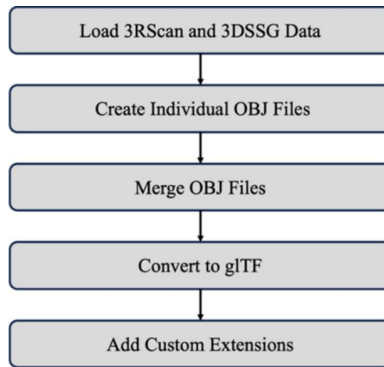 Load 3RScan and 3DSSG Data
Create Individual OBJ Files
Merge OBJ Files
Convert to glTF
Add Custom Extensions